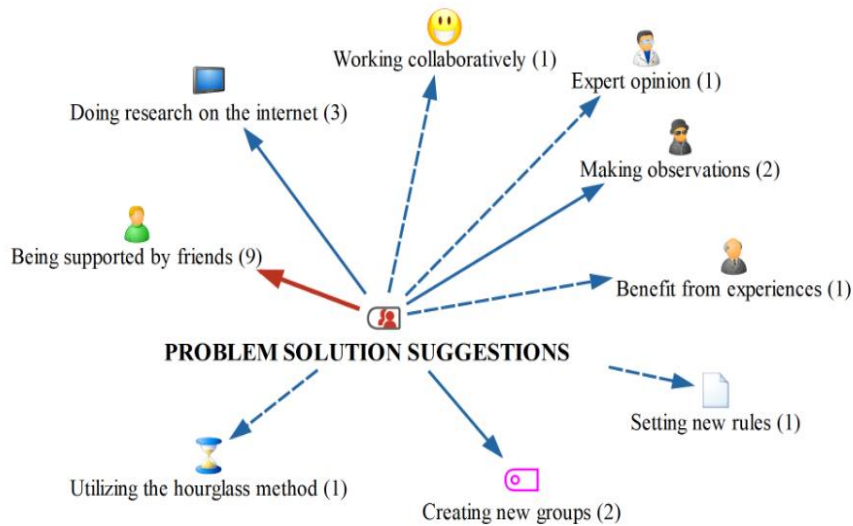 Working collaboratively (1)
Expert opinion (1)
Doing research on the internet (3)
Making observations (2)
Being supported by friends (9)
Benefit from experiences (1)
PROBLEM SOLUTION SUGGESTIONS
Setting new rules (1)
Utilizing the hourglass method (1)
Creating new groups (2)